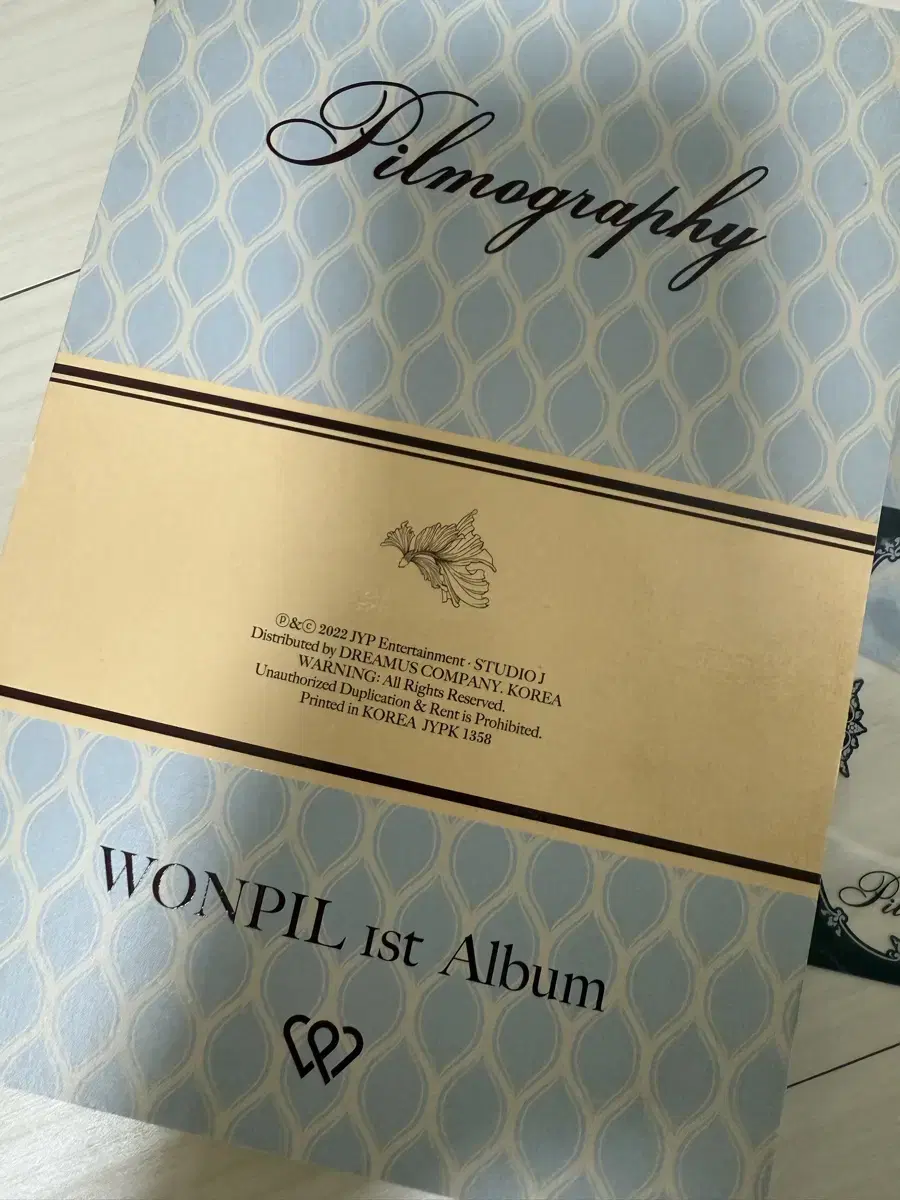 Pilmography
Ⓟ&ⓒ 2022 JYP Entertainment · STUDIO J
Distributed by DREAMUS COMPANY. KOREA
WARNING: All Rights Reserved.
Unauthorized Duplication & Rent is Prohibited.
Printed in KOREA JYPK 1358
WONPIL 1st Album